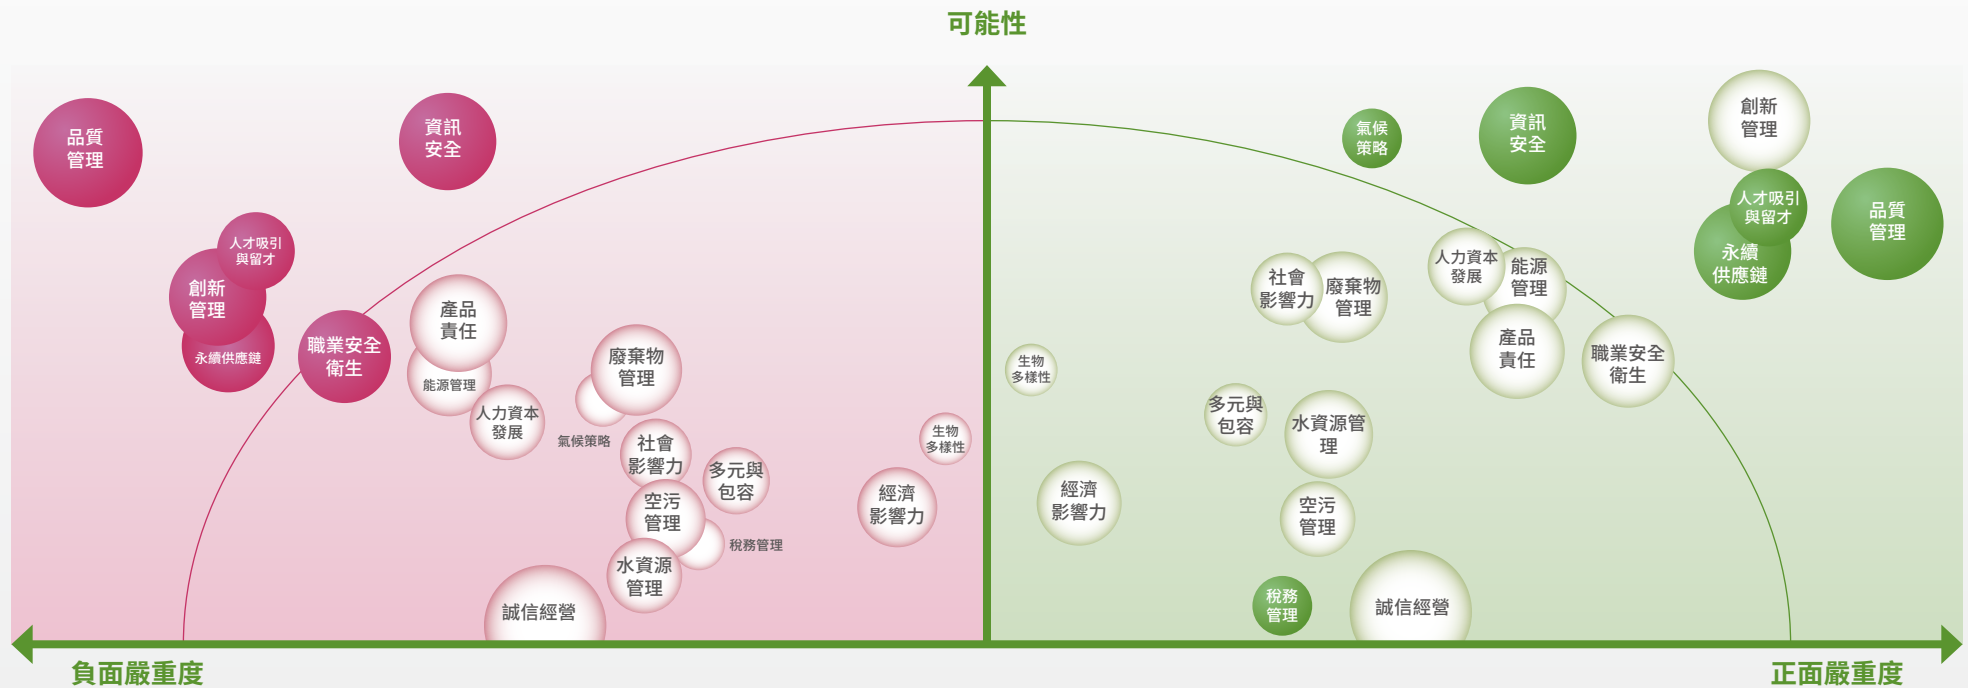 可能性
品質
管理
資訊
安全
人才吸引
與留才
創新
管理
永續供應鏈
職業安全
衛生
產品
責任
能源管理
人力資本
發展
廢棄物
管理
氣候策略
社會
影響力
多元與
包容
空污
管理
稅務管理
水資源
管理
誠信經營
生物
多樣性
經濟
影響力
負面嚴重度
氣候
策略
資訊
安全
創新
管理
人才吸引
與留才
永續
供應鏈
品質
管理
社會
影響力
廢棄物
管理
人力資本
發展
能源
管理
產品
責任
職業安全
衛生
生物
多樣性
多元與
包容
水資源管
理
經濟
影響力
空污
管理
稅務
管理
誠信經營
正面嚴重度